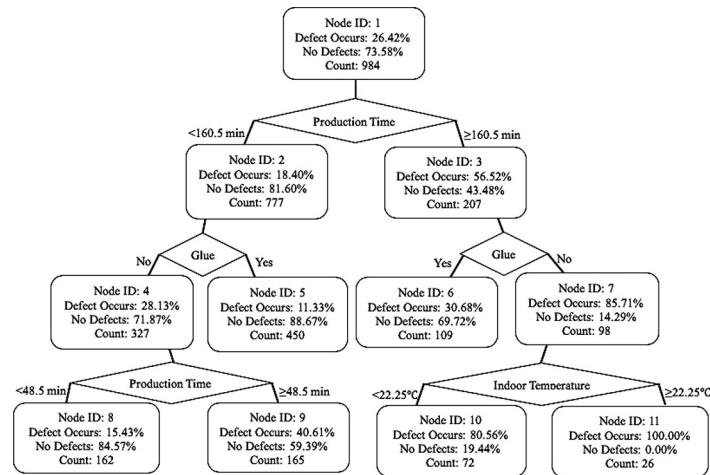 Node ID: 1
Defect Occurs: 26.42%
No Defects: 73.58%
Count: 984
Production Time
<160.5 min
≥160.5 min
Node ID: 2
Defect Occurs: 18.40%
No Defects: 81.60%
Count: 777
Node ID: 3
Defect Occurs: 56.52%
No Defects: 43.48%
Count: 207
No
Glue
Yes
Yes
Glue
No
Node ID: 4
Defect Occurs: 28.13%
No Defects: 71.87%
Count: 327
Node ID: 5
Defect Occurs: 11.33%
No Defects: 88.67%
Count: 450
Node ID: 6
Defect Occurs: 30.68%
No Defects: 69.72%
Count: 109
Node ID: 7
Defect Occurs: 85.71%
No Defects: 14.29%
Count: 98
<48.5 min
Production Time
≥48.5 min
<22.25°C
Indoor Temperature
≥22.25°C
Node ID: 8
Defect Occurs: 15.43%
No Defects: 84.57%
Count: 162
Node ID: 9
Defect Occurs: 40.61%
No Defects: 59.39%
Count: 165
Node ID: 10
Defect Occurs: 80.56%
No Defects: 19.44%
Count: 72
Node ID: 11
Defect Occurs: 100.00%
No Defects: 0.00%
Count: 26